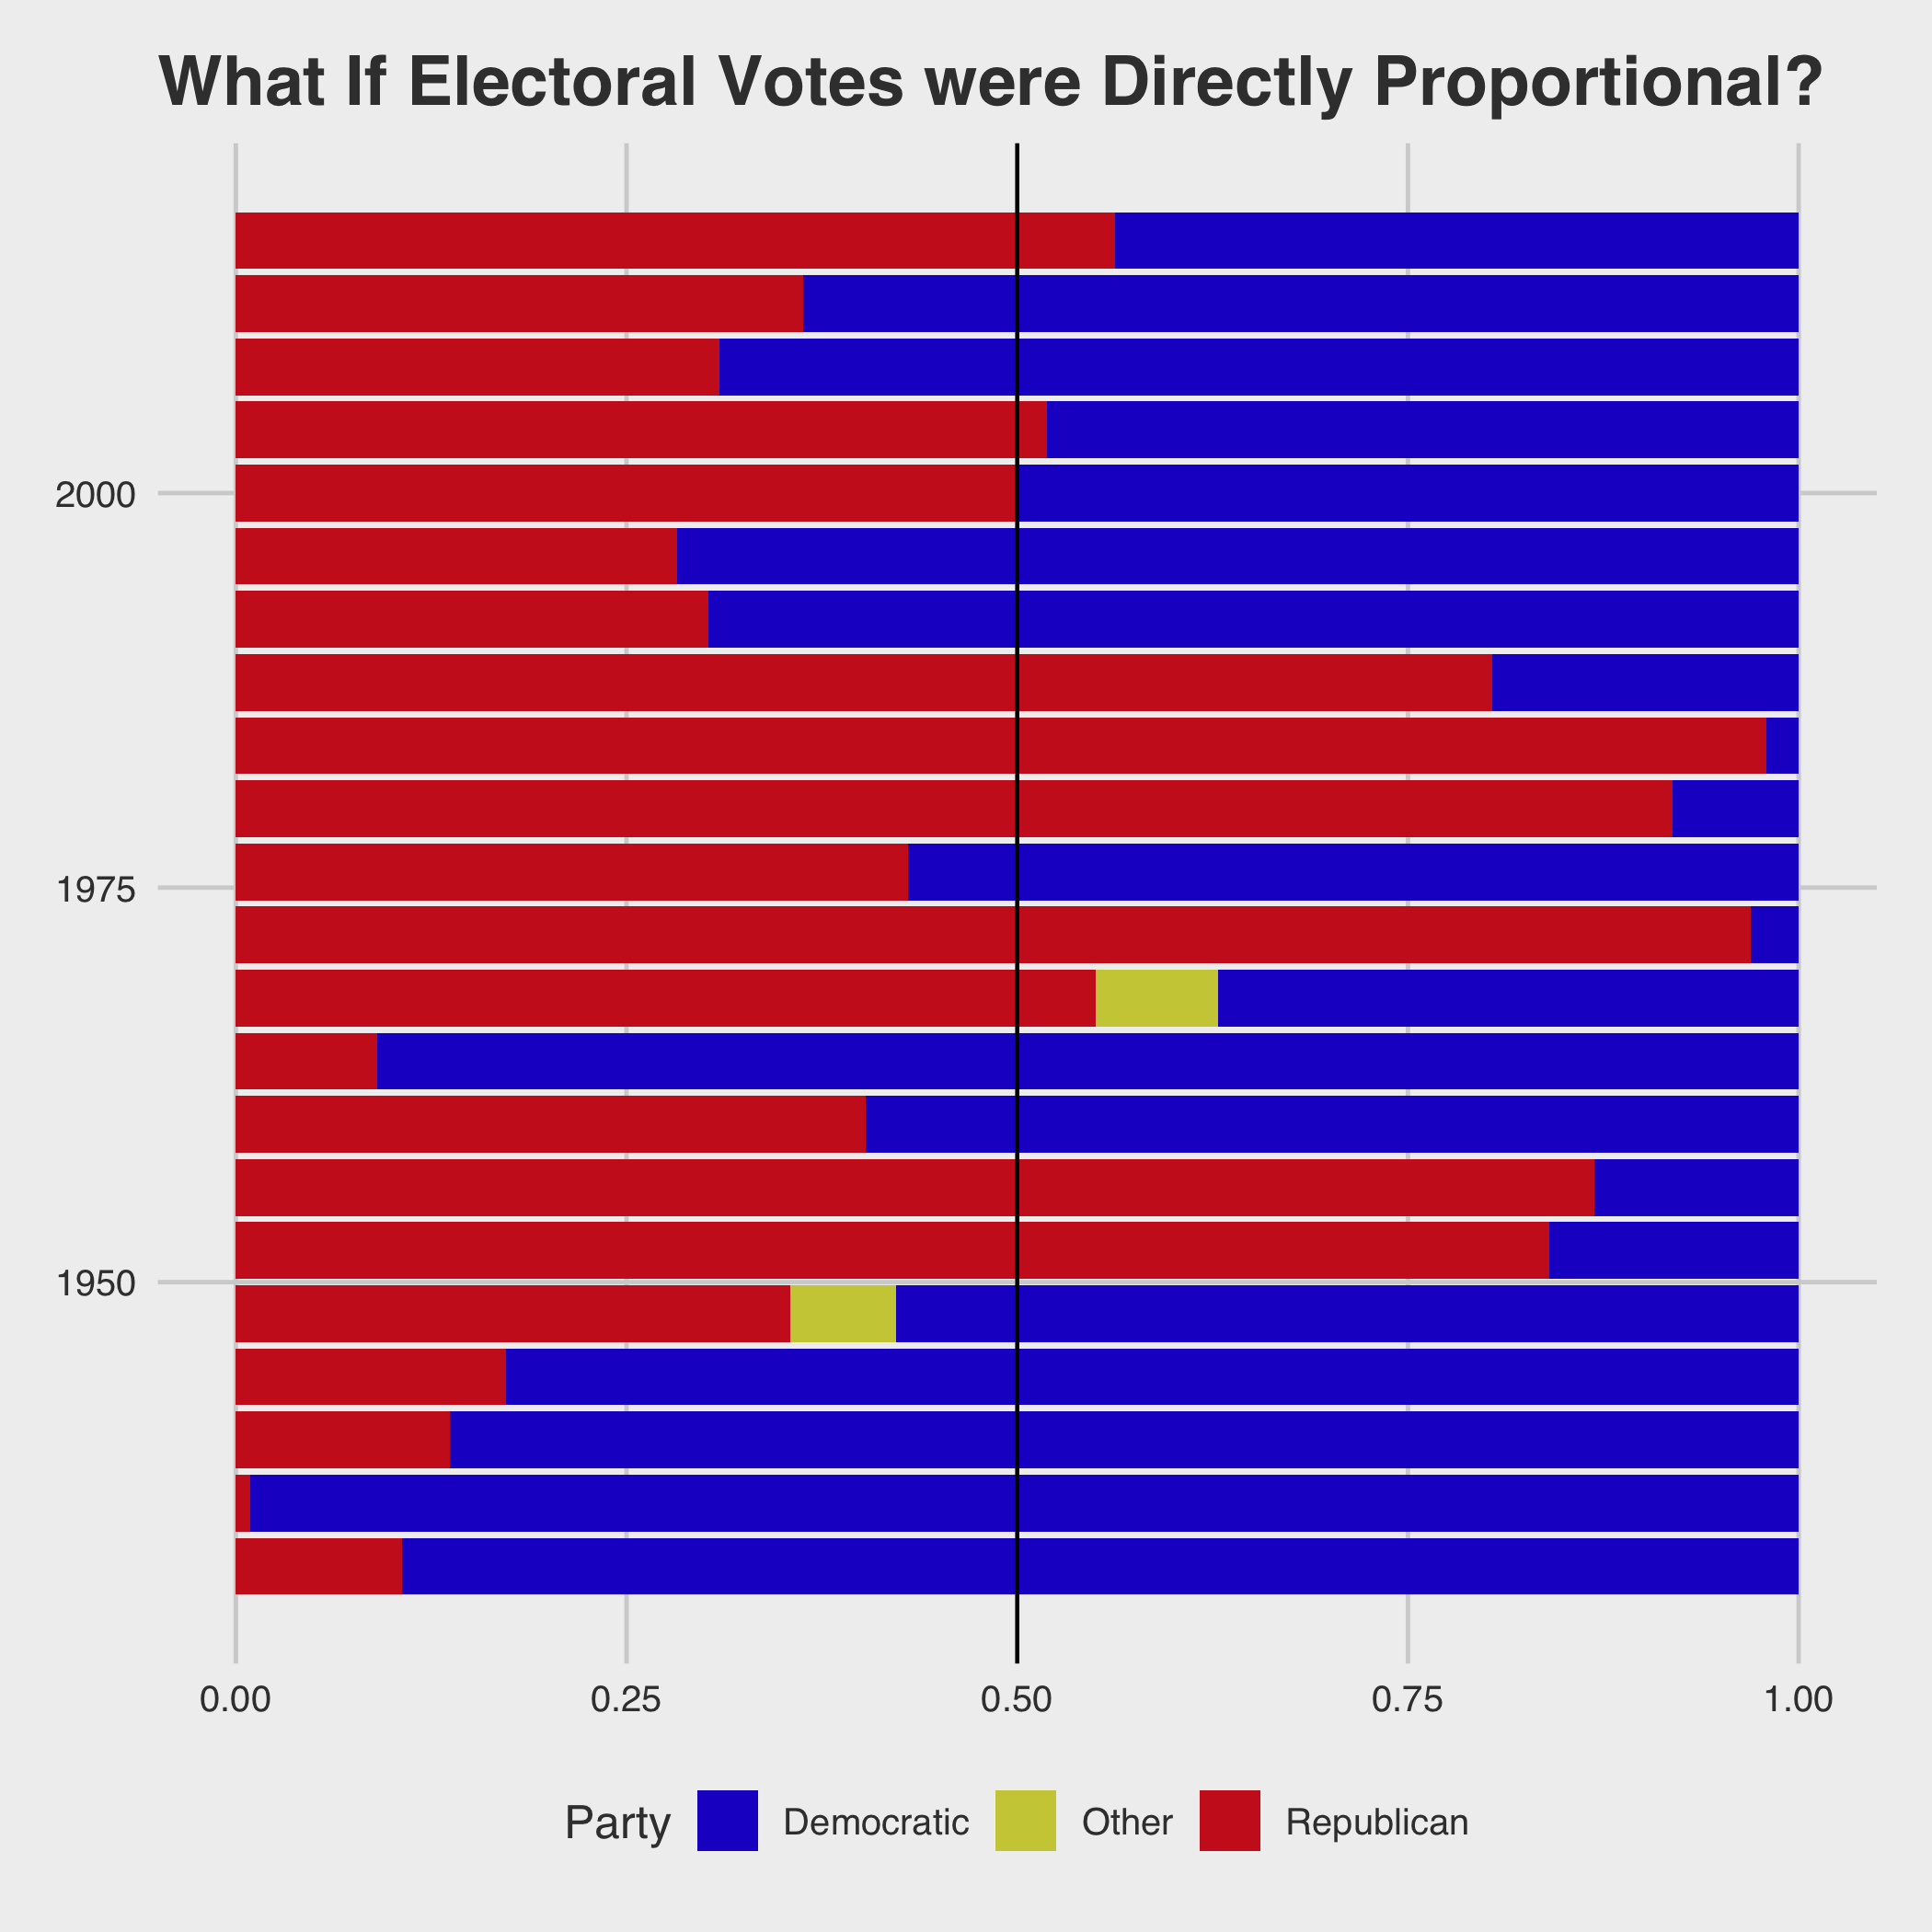 What If Electoral Votes were Directly Proportional?
2000
1975
1950
0.00 0.25 0.50 0.75 1.00
Party Democratic Other Republican